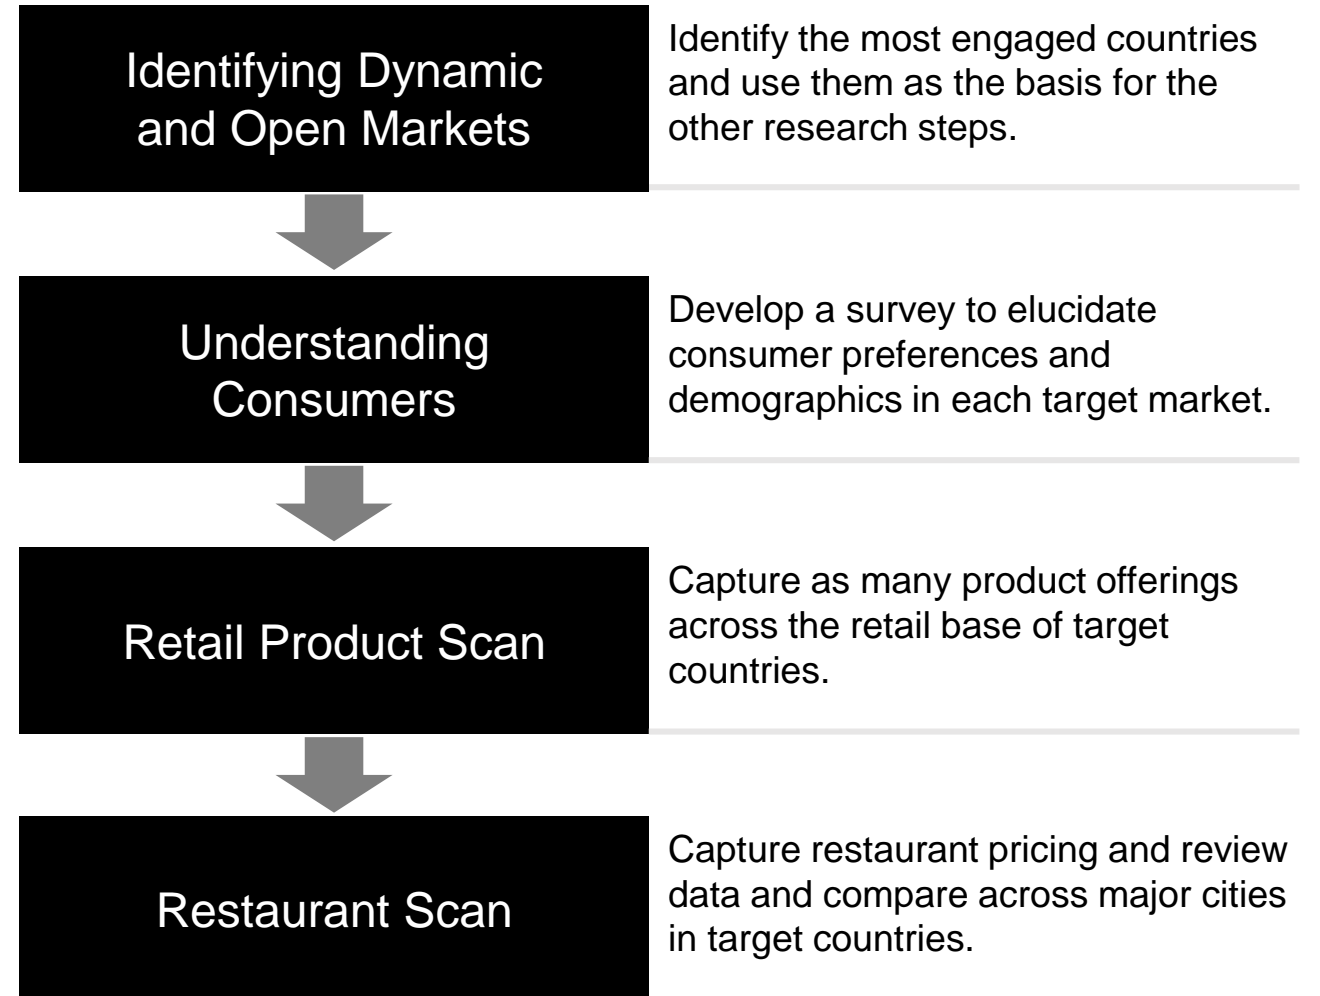 Identifying Dynamic
and Open Markets
Identify the most engaged countries
and use them as the basis for the
other research steps.
Understanding
Consumers
Develop a survey to elucidate
consumer preferences and
demographics in each target market.
Retail Product Scan
Capture as many product offerings
across the retail base of target
countries.
Restaurant Scan
Capture restaurant pricing and review
data and compare across major cities
in target countries.